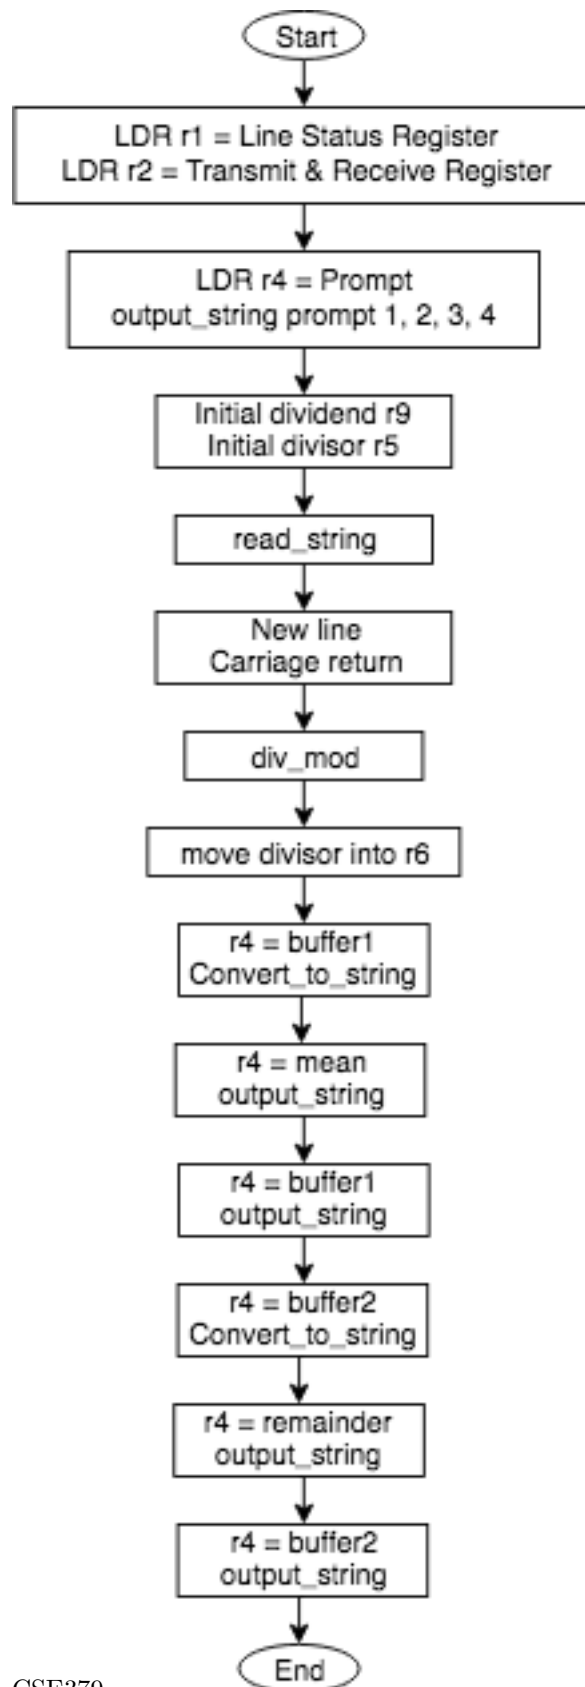 Start
LDR r1 = Line Status Register
LDR r2 = Transmit & Receive Register
LDR r4 = Prompt
output_string prompt 1, 2, 3, 4
Initial dividend r9
Initial divisor r5
read_string
New line
Carriage return
div_mod
move divisor into r6
r4 = buffer1
Convert_to_string
r4 = mean
output_string
r4 = buffer1
output_string
r4 = buffer2
Convert_to_string
r4 = remainder
output_string
r4 = buffer2
output_string
End
CSE379